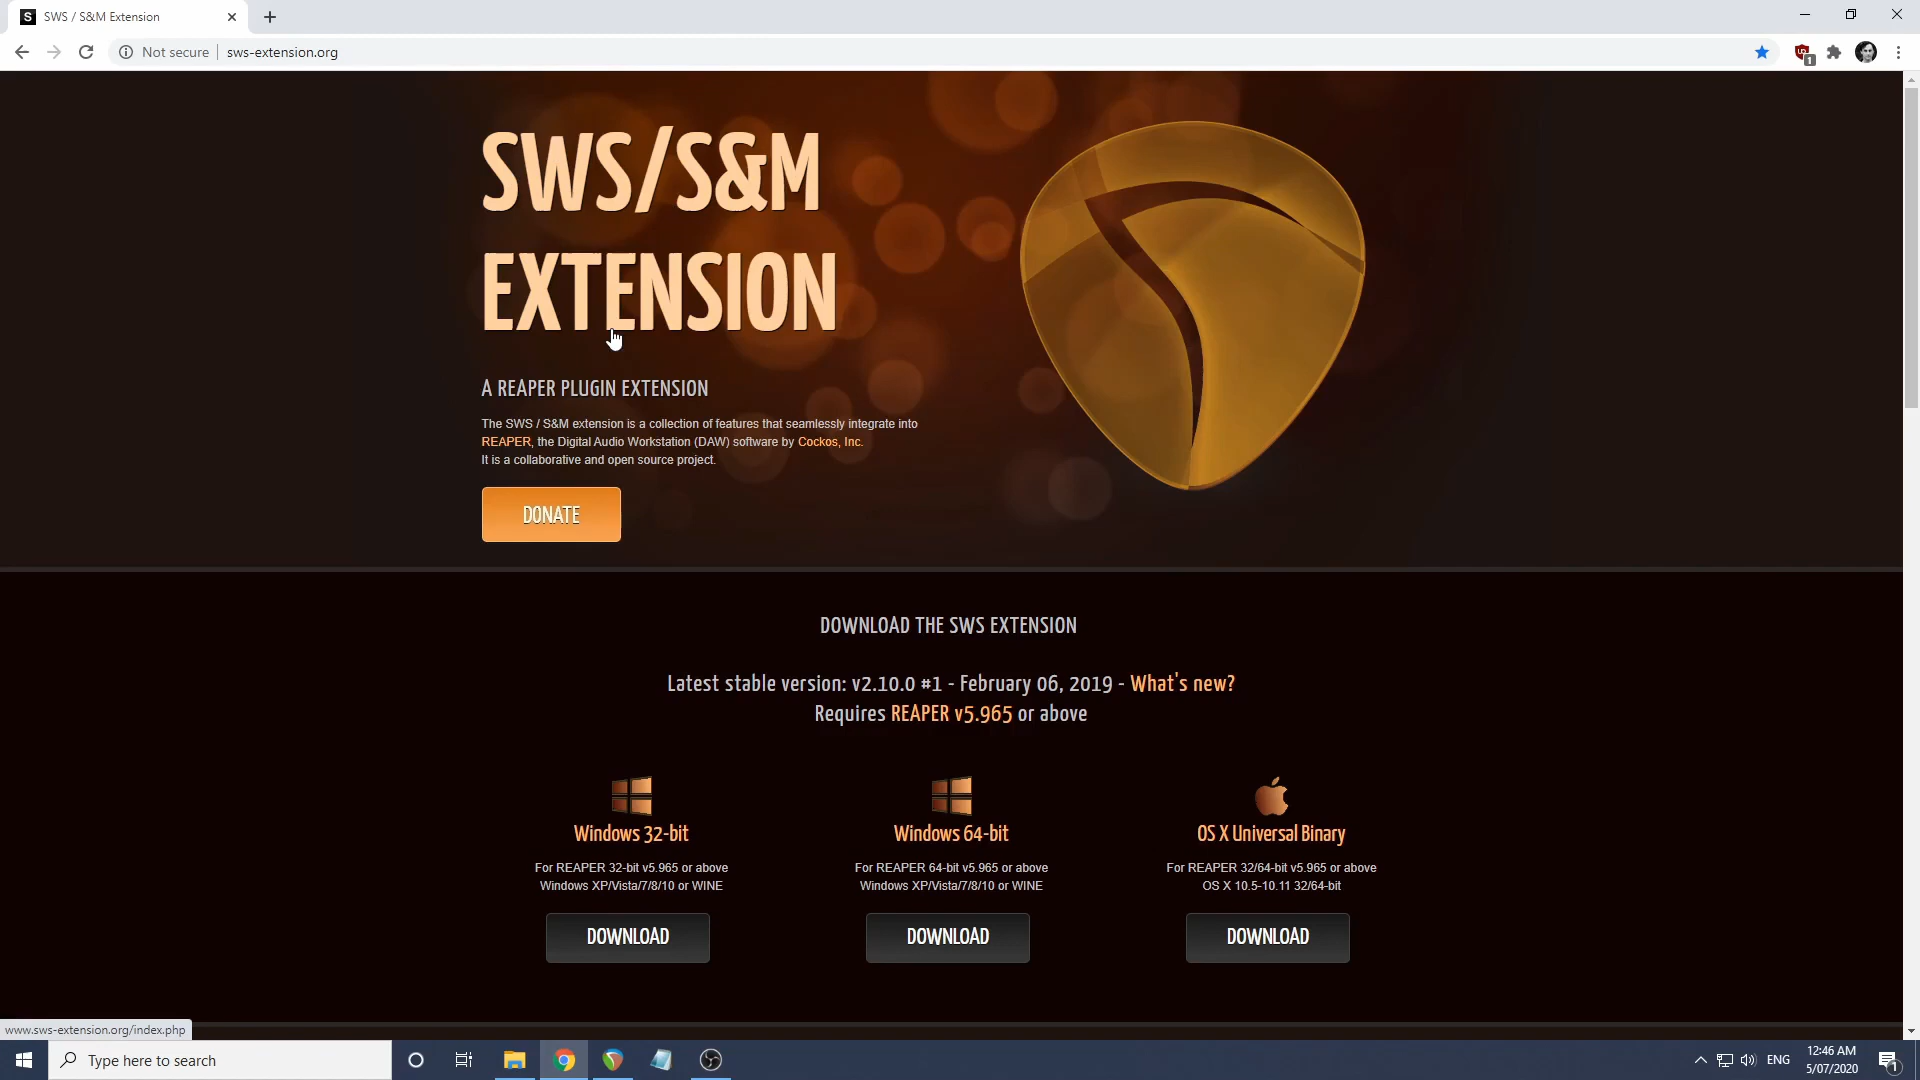 S
SWS / S&M Extension
Not secure
sws-extension.org
1
SWS/S&M
EXTENSION
A REAPER PLUGIN EXTENSION
The SWS / S&M extension is a collection of features that seamlessly integrate into
REAPER, the Digital Audio Workstation (DAW) software by Cockos, Inc.
It is a collaborative and open source project.
DONATE
DOWNLOAD THE SWS EXTENSION
Latest stable version: v2.10.0 #1 - February 06, 2019 - What's new?
Requires REAPER v5.965 or above
Windows 32-bit
For REAPER 32-bit v5.965 or above
Windows XP/Vista/7/8/10 or WINE
DOWNLOAD
Windows 64-bit
For REAPER 64-bit v5.965 or above
Windows XP/Vista/7/8/10 or WINE
DOWNLOAD
OS X Universal Binary
For REAPER 32/64-bit v5.965 or above
OS X 10.5-10.11 32/64-bit
DOWNLOAD
www.sws-extension.org/index.php
Type here to search
ENG
12:46 AM
5/07/2020
1